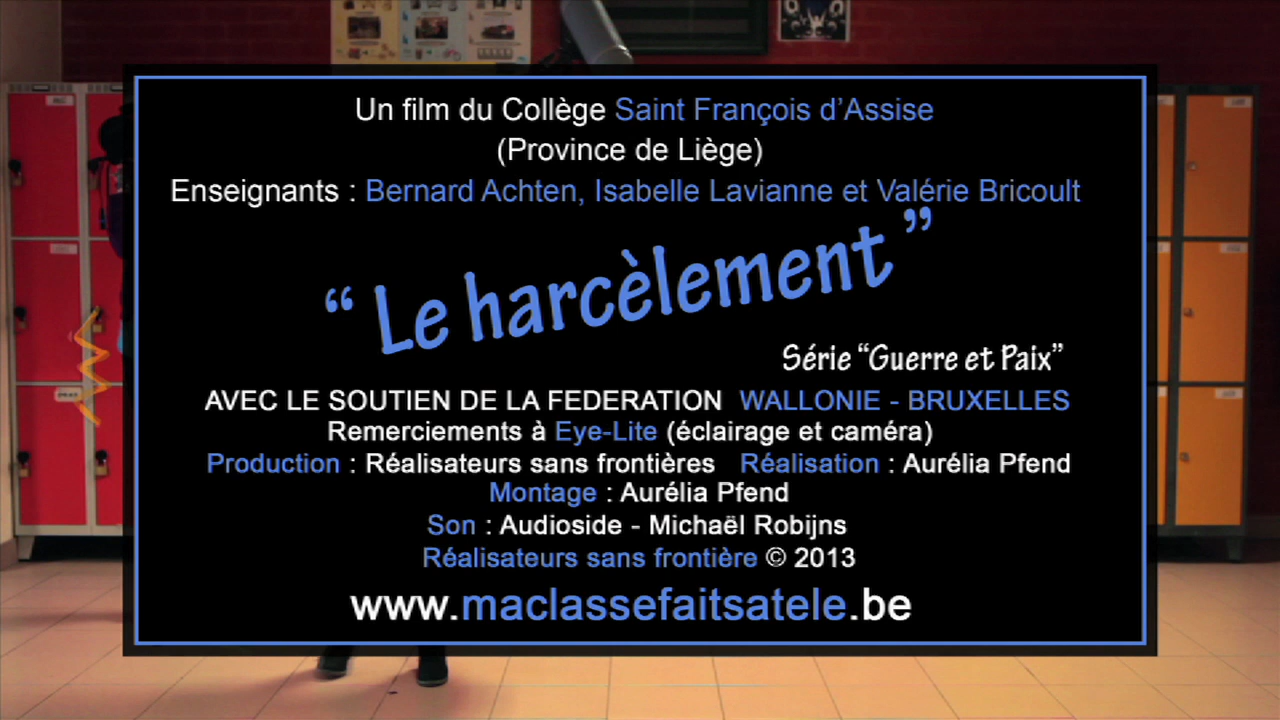 Un film du Collège Saint François d’Assise
(Province de Liège)
Enseignants : Bernard Achten, Isabelle Lavianne et Valérie Bricoult
“ Le harcèlement ”
Série “Guerre et Paix”
AVEC LE SOUTIEN DE LA FEDERATION WALLONIE - BRUXELLES
Remerciements à Eye-Lite (éclairage et caméra)
Production : Réalisateurs sans frontières Réalisation : Aurélia Pfend
Montage : Aurélia Pfend
Son : Audioside - Michaël Robijns
Réalisateurs sans frontière © 2013
www.maclassefaitsatele.be